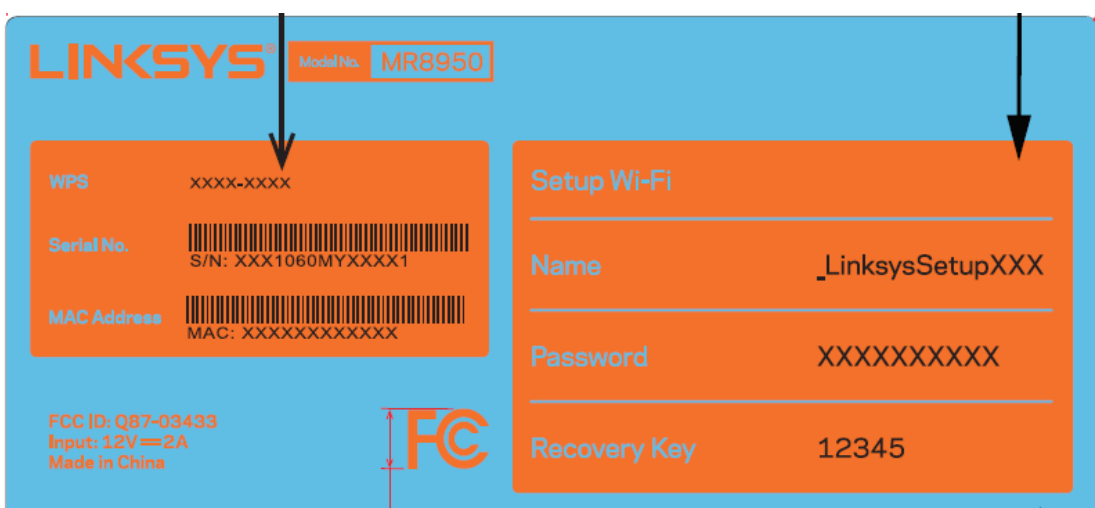 LINKSYS® Model No. MR8950
WPS XXXX-XXXX
Serial No.
S/N: XXX1060MYXXXX1
MAC Address
MAC: XXXXXXXXXXXX
FCC ID: Q87-03433
Input: 12V⎓2A
Made in China
FC
Setup Wi-Fi
Name _LinksysSetupXXX
Password XXXXXXXXXX
Recovery Key 12345